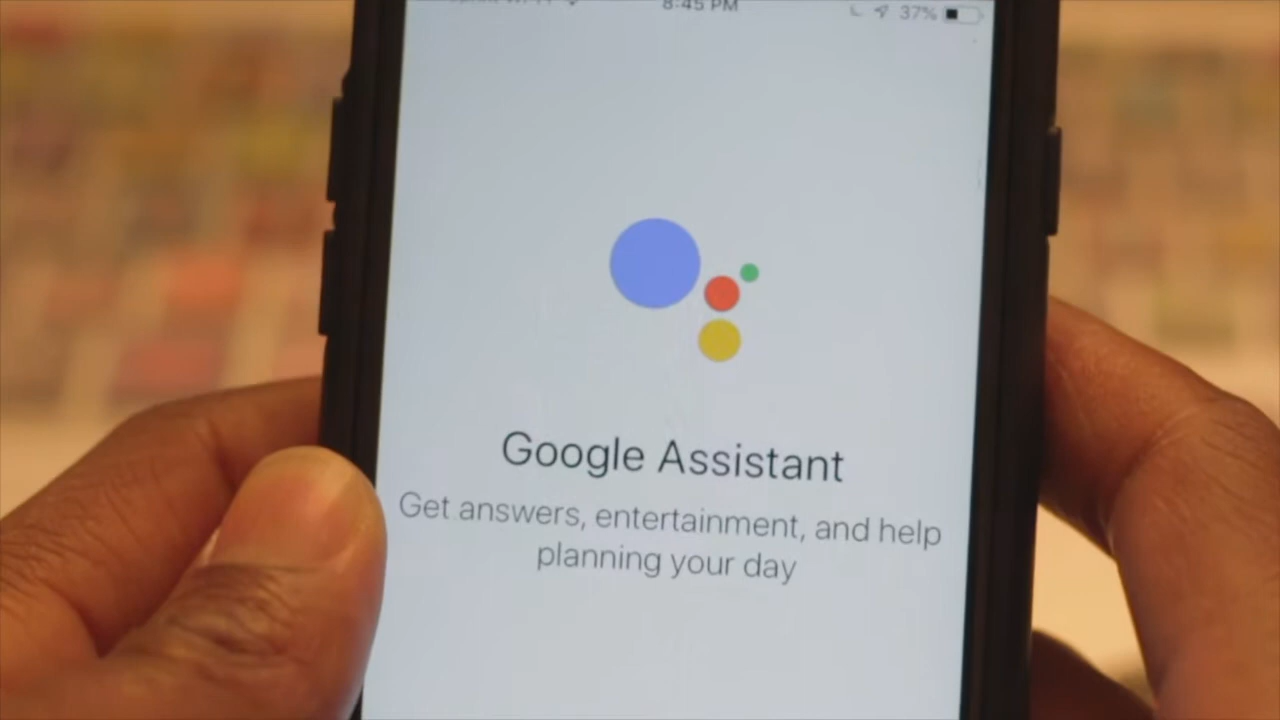 8:45 PM
37%
Google Assistant
Get answers, entertainment, and help
planning your day